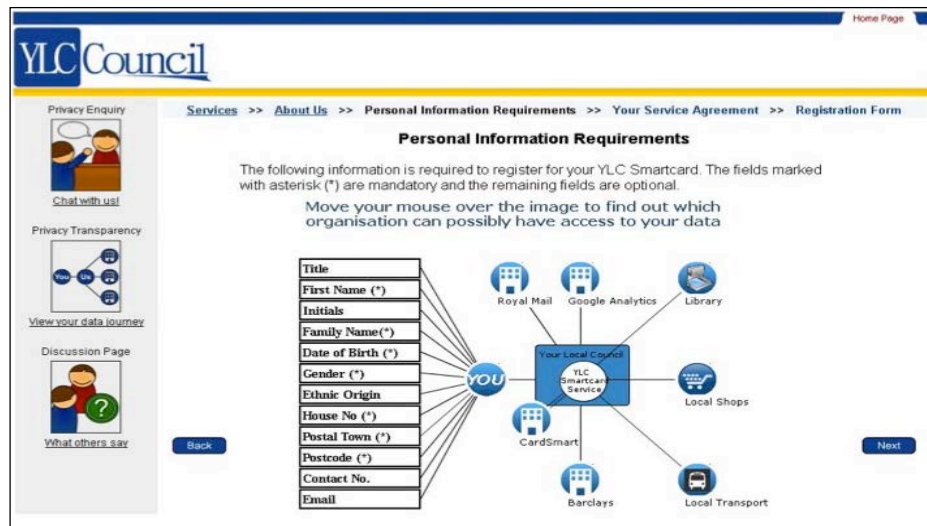 Home Page
YLC Council
Privacy Enquiry
Chat with us!
Privacy Transparency
You
Us
View your data journey
Discussion Page
?
What others say
Services >> About Us >> Personal Information Requirements >> Your Service Agreement >> Registration Form
Personal Information Requirements
The following information is required to register for your YLC Smartcard. The fields marked
with asterisk (*) are mandatory and the remaining fields are optional.
Move your mouse over the image to find out which
organisation can possibly have access to your data
Title
First Name (*)
Initials
Family Name(*)
Date of Birth (*)
Gender (*)
Ethnic Origin
House No (*)
Postal Town (*)
Postcode (*)
Contact No.
Email
YOU
Royal Mail
Google Analytics
Library
Your Local Council
YLC
Smartcard
Service
Local Shops
CardSmart
Barclays
Local Transport
Back
Next